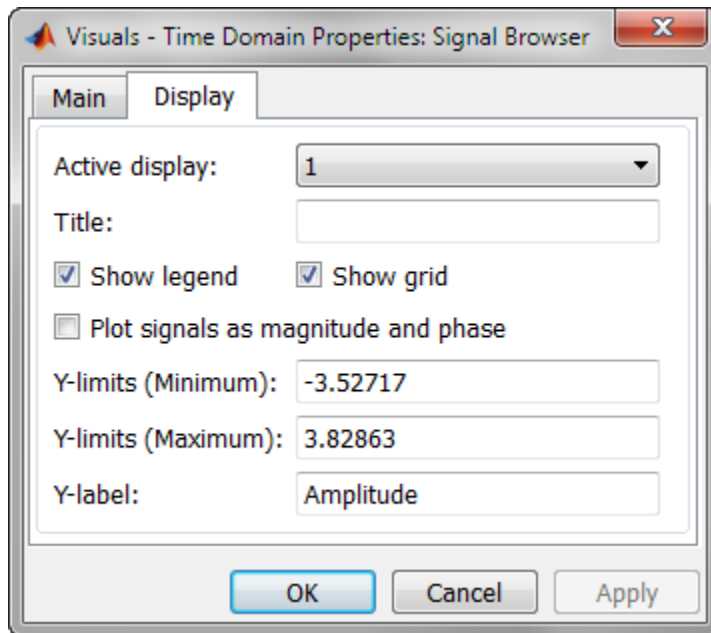 Visuals - Time Domain Properties: Signal Browser
Main Display
Active display: 1
Title:
Show legend Show grid
Plot signals as magnitude and phase
Y-limits (Minimum): -3.52717
Y-limits (Maximum): 3.82863
Y-label: Amplitude
OK Cancel Apply